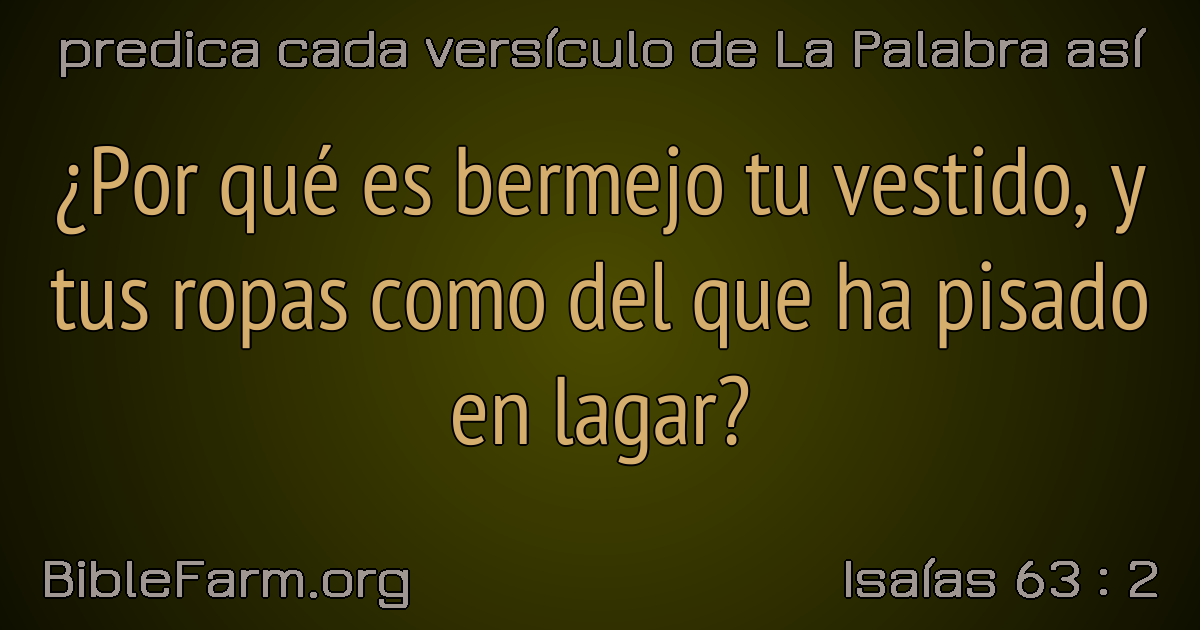 predica cada versículo de La Palabra así
¿Por qué es bermejo tu vestido, y
tus ropas como del que ha pisado
en lagar?
BibleFarm.org
Isaías 63 : 2